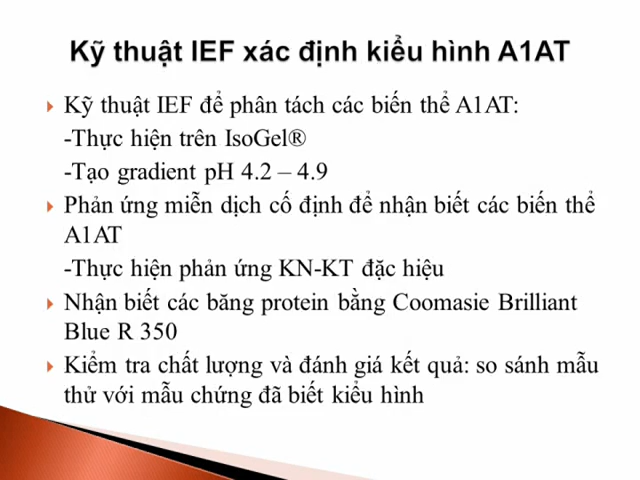 Kỹ thuật IEF xác định kiểu hình A1AT
Kỹ thuật IEF để phân tách các biến thể A1AT:
-Thực hiện trên IsoGel®
-Tạo gradient pH 4.2 – 4.9
Phản ứng miễn dịch cố định để nhận biết các biến thể
A1AT
-Thực hiện phản ứng KN-KT đặc hiệu
Nhận biết các băng protein bằng Coomasie Brilliant
Blue R 350
Kiểm tra chất lượng và đánh giá kết quả: so sánh mẫu
thử với mẫu chứng đã biết kiểu hình